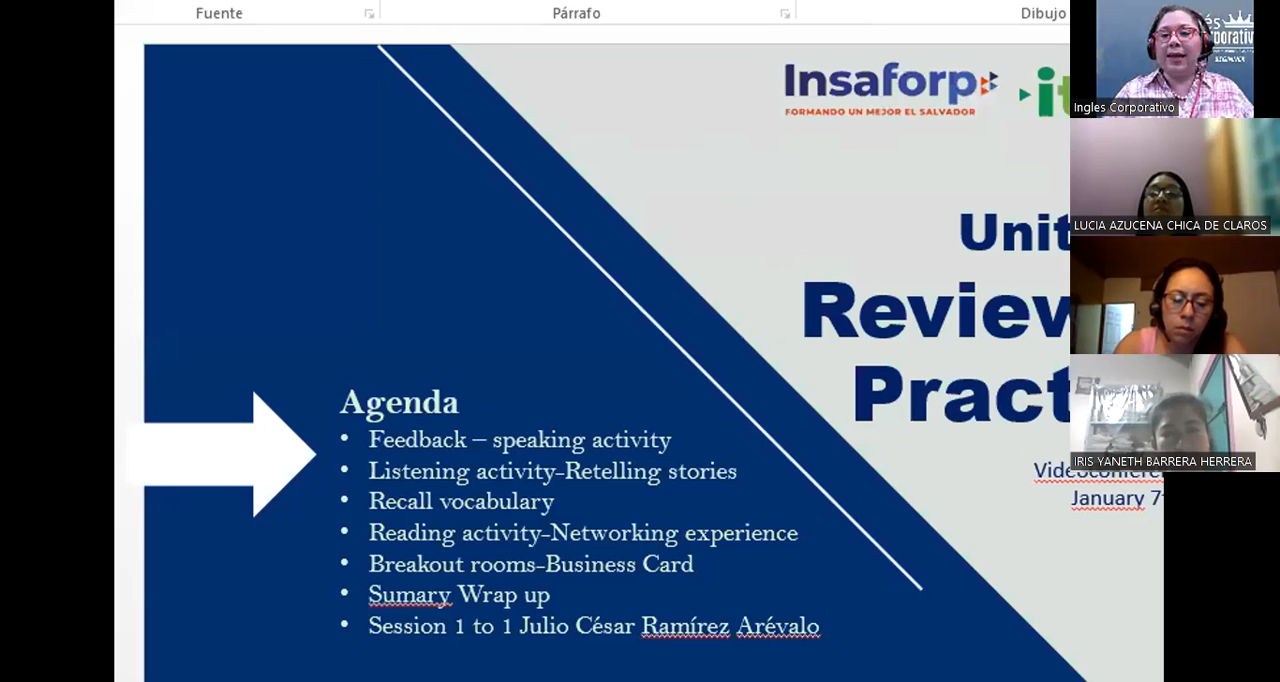 Fuente
Párrafo
Dibujo
Insaforp
FORMANDO UN MEJOR EL SALVADOR
it
Unit
Review
Pract
January 7
Agenda
• Feedback – speaking activity
• Listening activity-Retelling stories
• Recall vocabulary
• Reading activity-Networking experience
• Breakout rooms-Business Card
• Sumary Wrap up
• Session 1 to 1 Julio César Ramírez Arévalo
Ingles Corporativo
LUCIA AZUCENA CHICA DE CLAROS
IRIS YANETH BARRERA HERRERA